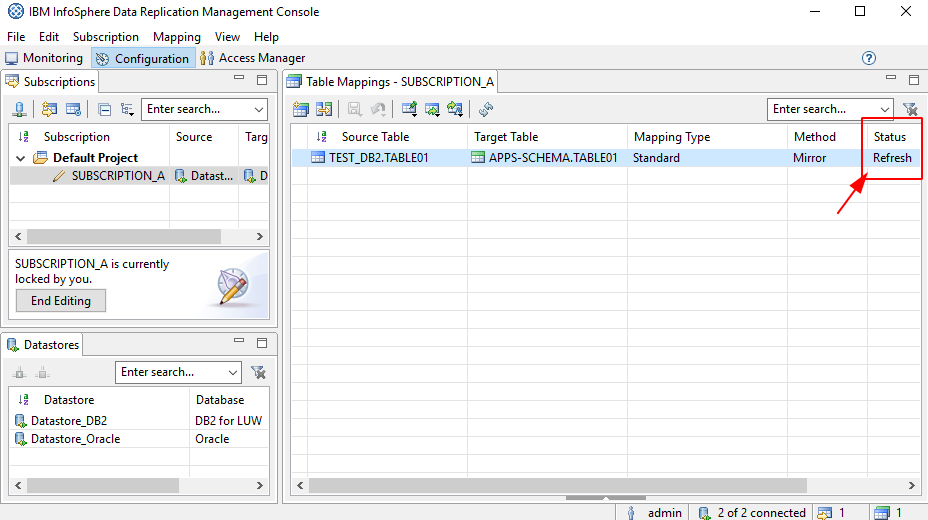 IBM InfoSphere Data Replication Management Console
File Edit Subscription Mapping View Help
Monitoring Configuration Access Manager
Subscriptions
Enter search...
Subscription Source Targ
Default Project
SUBSCRIPTION_A Datast... D
SUBSCRIPTION_A is currently
locked by you.
End Editing
Datastores
Enter search...
Datastore Database
Datastore_DB2 DB2 for LUW
Datastore_Oracle Oracle
Table Mappings - SUBSCRIPTION_A
Enter search...
Source Table Target Table Mapping Type Method Status
TEST_DB2.TABLE01 APPS-SCHEMA.TABLE01 Standard Mirror Refresh
admin 2 of 2 connected 1 1